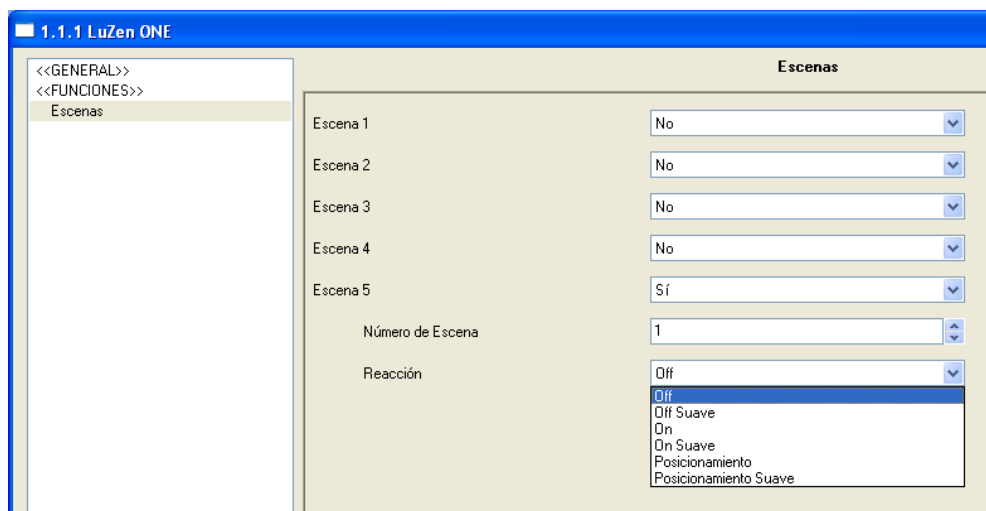 1.1.1 LuZen ONE
<<GENERAL>>
<<FUNCIONES>>
Escenas
Escenas
Escena 1 No
Escena 2 No
Escena 3 No
Escena 4 No
Escena 5 Sí
Número de Escena 1
Reacción Off
Off
Off Suave
On
On Suave
Posicionamiento
Posicionamiento Suave